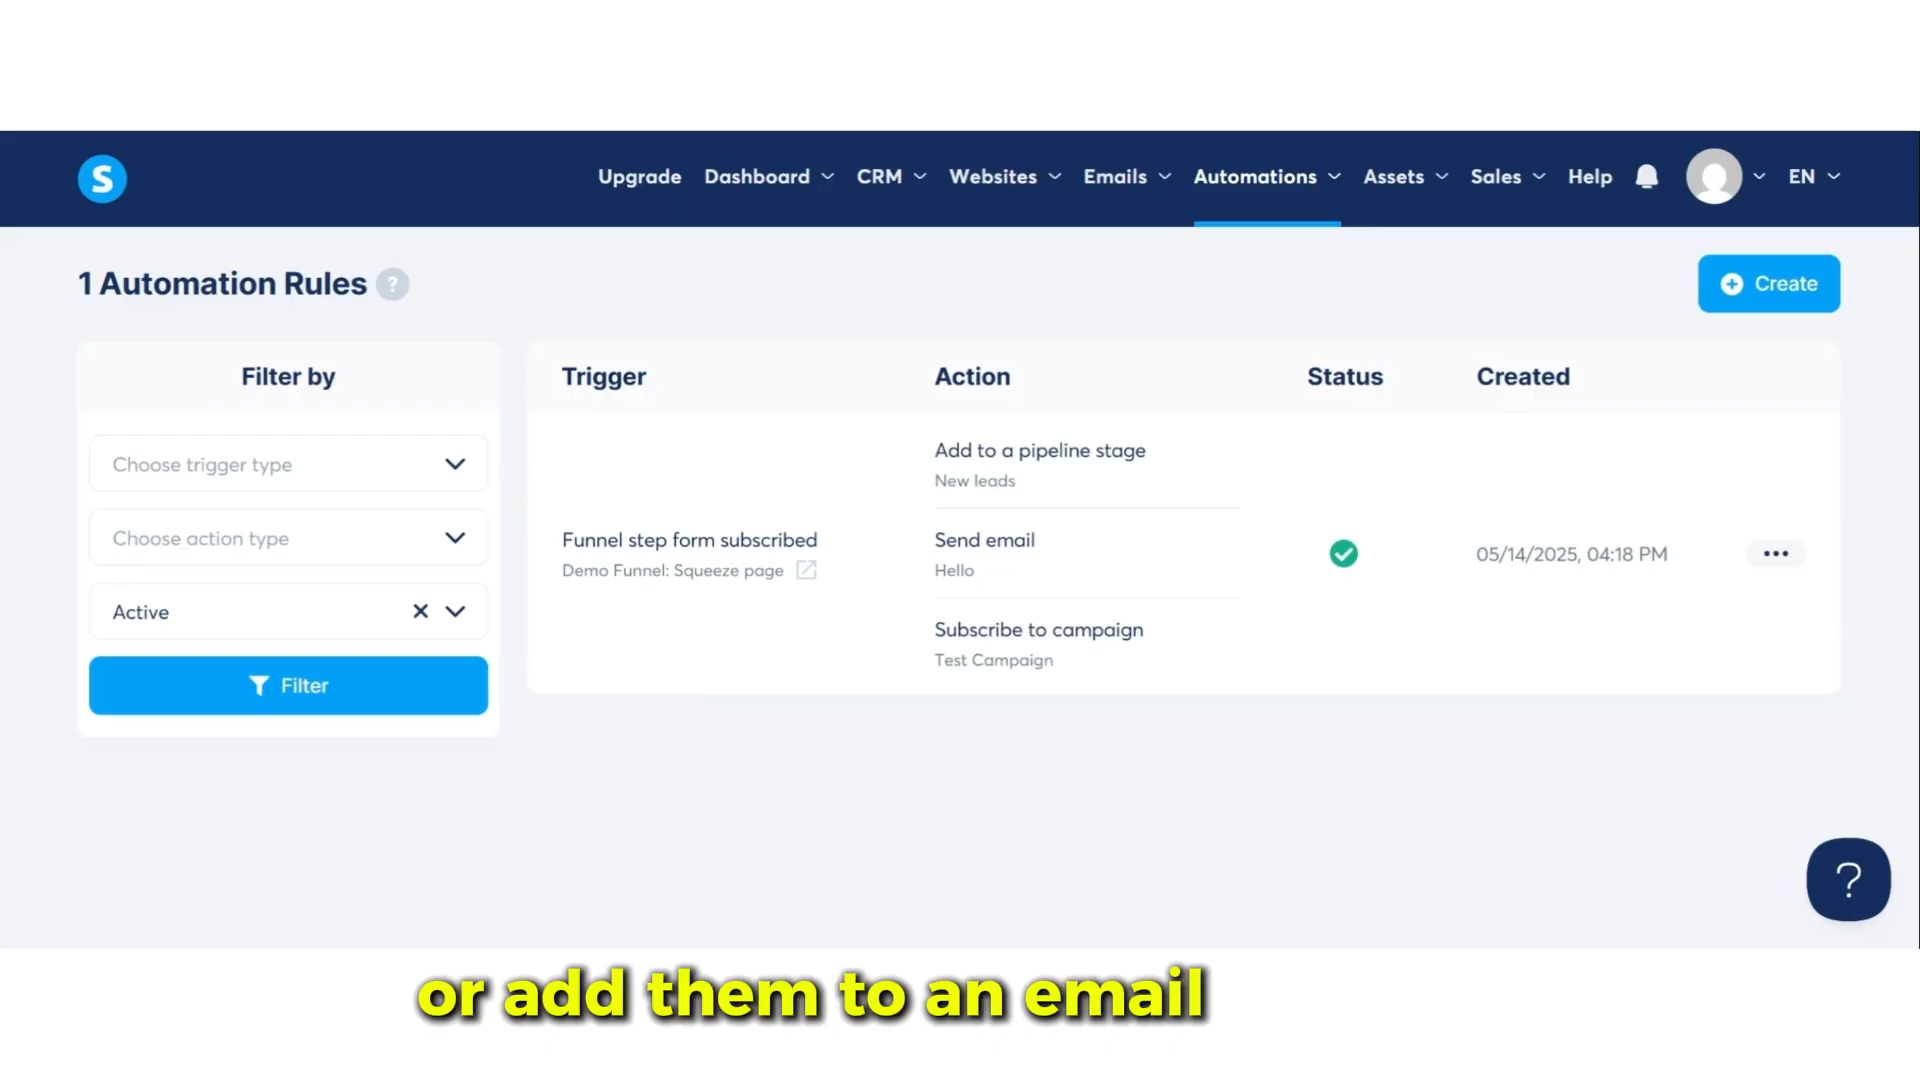 S
Upgrade Dashboard CRM Websites Emails Automations Assets Sales Help EN
1 Automation Rules ?
Create
Filter by
Choose trigger type
Choose action type
Active
Filter
Trigger Action Status Created
Add to a pipeline stage
New leads
Funnel step form subscribed
Demo Funnel: Squeeze page
Send email
Hello
Subscribe to campaign
Test Campaign
05/14/2025, 04:18 PM
?
or add them to an email